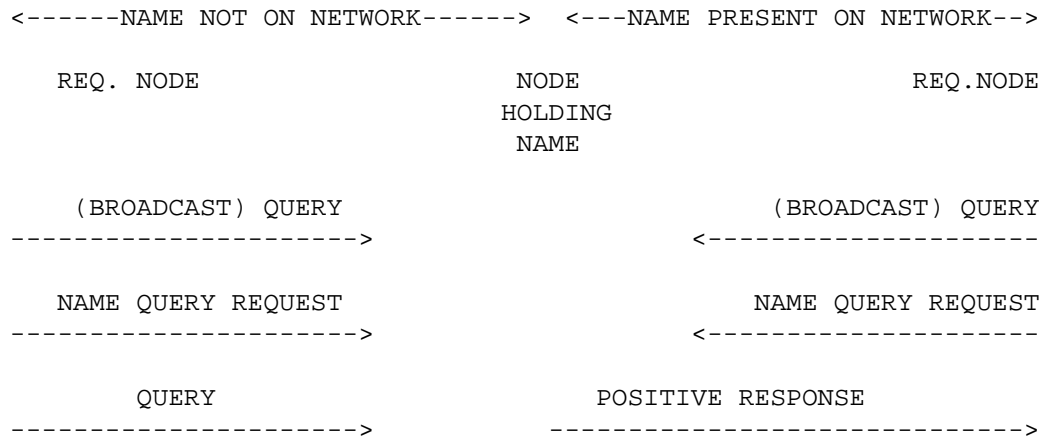 <------NAME NOT ON NETWORK------> <---NAME PRESENT ON NETWORK-->
REQ. NODE NODE REQ.NODE
HOLDING
NAME
(BROADCAST) QUERY (BROADCAST) QUERY
----------------------> <---------------------
NAME QUERY REQUEST NAME QUERY REQUEST
----------------------> <---------------------
QUERY POSITIVE RESPONSE
----------------------> ------------------------------>